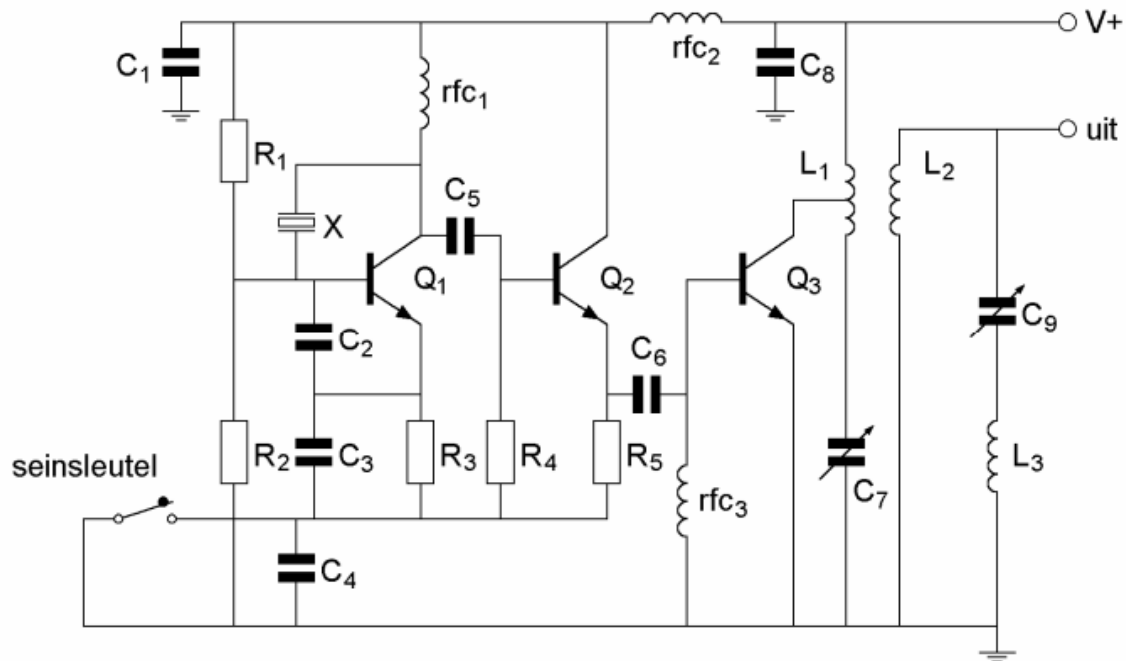 V+
rfc₂
C₁
C₈
rfc₁
uit
R₁
L₁
L₂
C₅
X
Q₁
Q₂
Q₃
C₉
C₂
C₆
R₂
C₃
R₃
R₄
R₅
L₃
seinsleutel
rfc₃
C₇
C₄